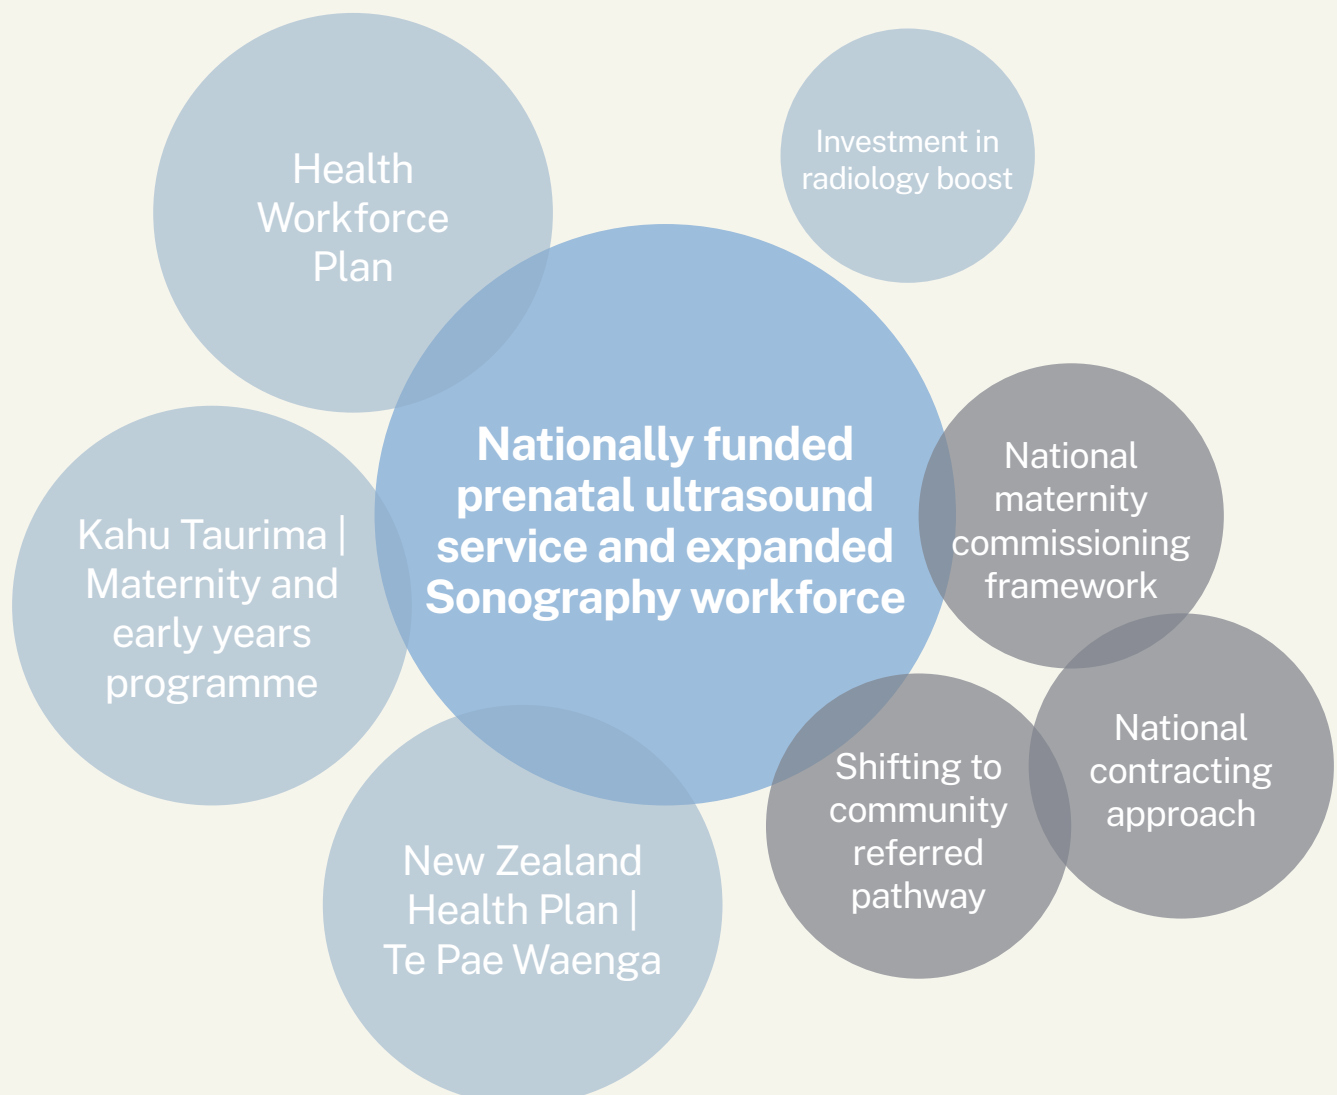 Health
Workforce
Plan
Investment in
radiology boost
Nationally funded
prenatal ultrasound
service and expanded
Sonography workforce
National
maternity
commissioning
framework
Kahu Taurima |
Maternity and
early years
programme
National
contracting
approach
Shifting to
community
referred
pathway
New Zealand
Health Plan |
Te Pae Waenga